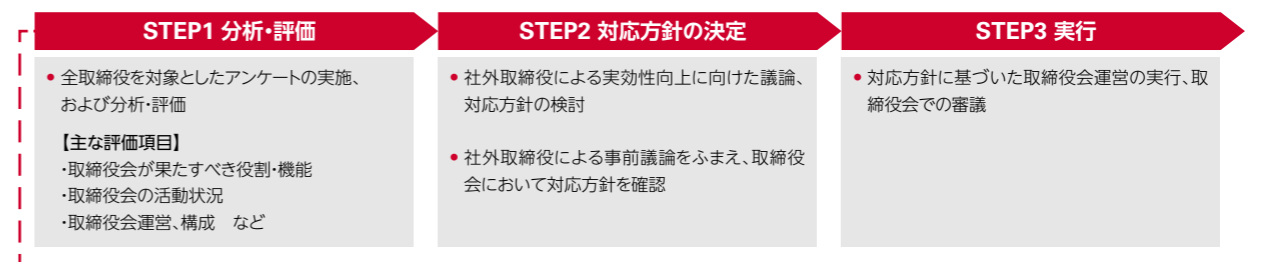 STEP1 分析・評価
• 全取締役を対象としたアンケートの実施、
および分析・評価
【主な評価項目】
・取締役会が果たすべき役割・機能
・取締役会の活動状況
・取締役会運営、構成　など
STEP2 対応方針の決定
• 社外取締役による実効性向上に向けた議論、
対応方針の検討
• 社外取締役による事前議論をふまえ、取締役
会において対応方針を確認
STEP3 実行
• 対応方針に基づいた取締役会運営の実行、取
締役会での審議